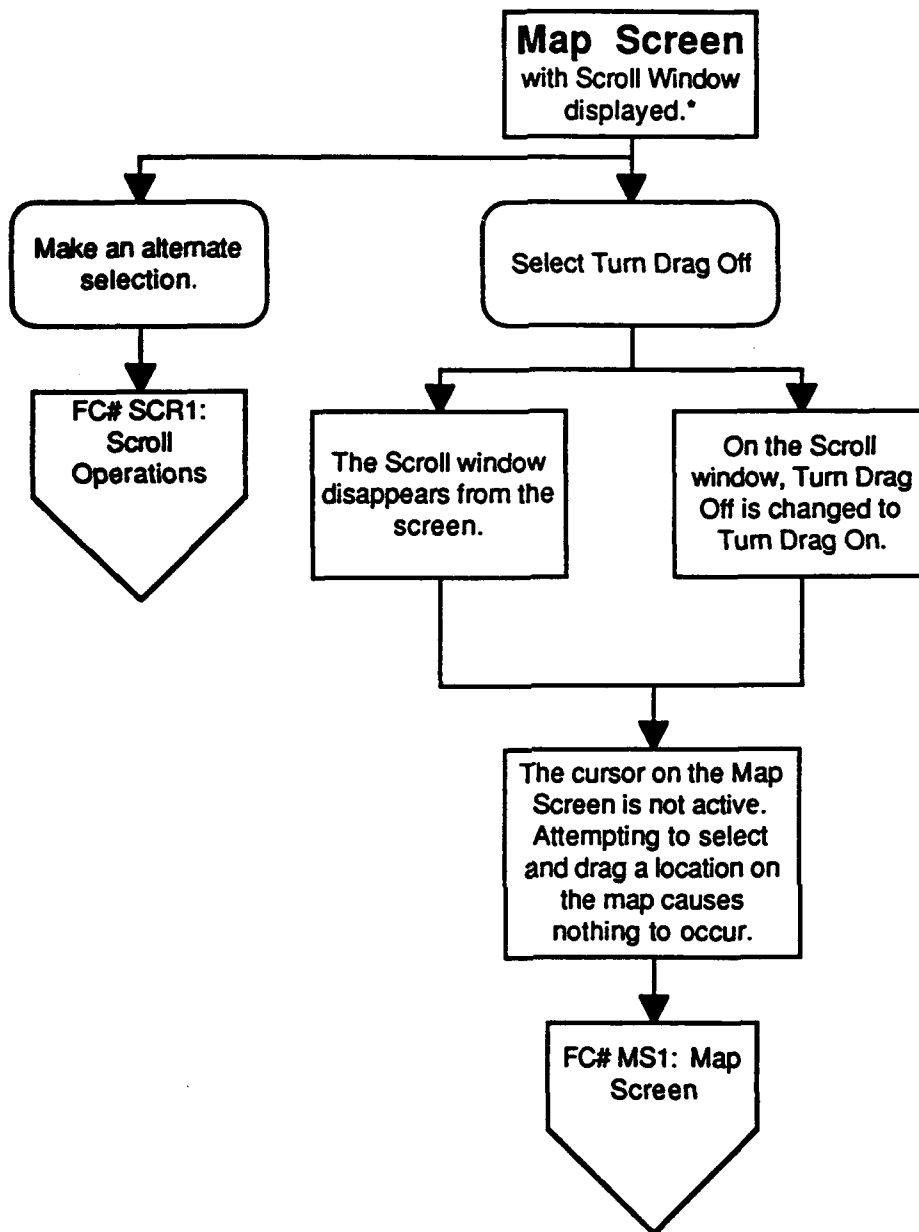 Map Screen
with Scroll Window
displayed.*
Make an alternate
selection.
Select Turn Drag Off
FC# SCR1:
Scroll
Operations
The Scroll window
disappears from the
screen.
On the Scroll
window, Turn Drag
Off is changed to
Turn Drag On.
The cursor on the Map
Screen is not active.
Attempting to select
and drag a location on
the map causes
nothing to occur.
FC# MS1: Map
Screen